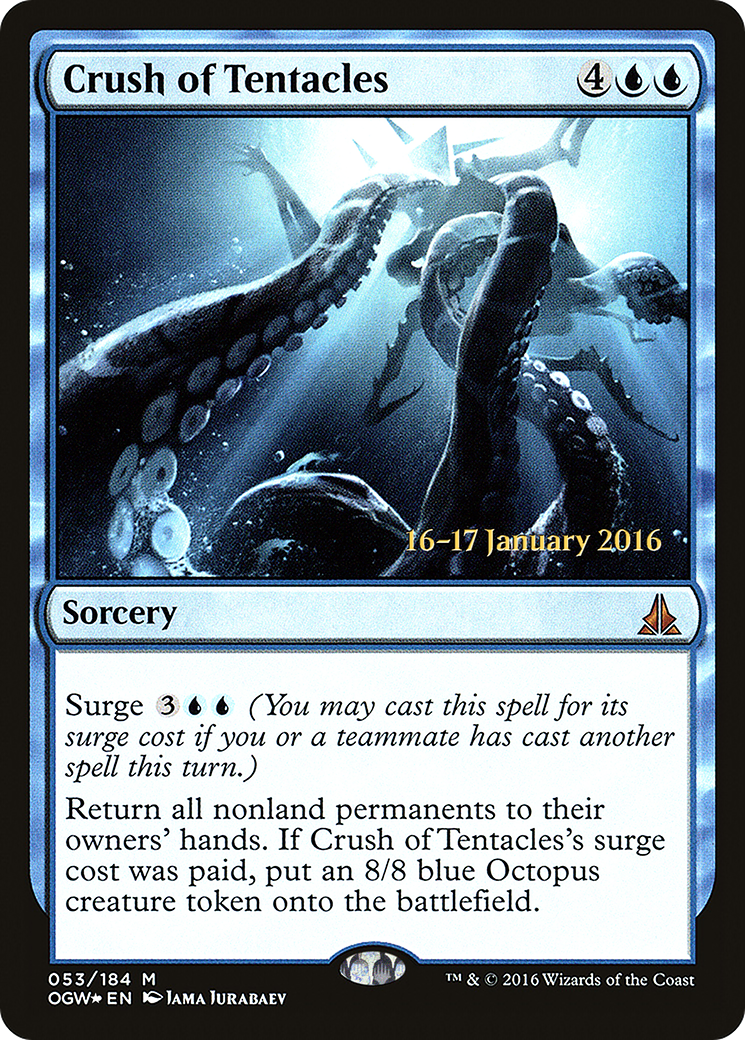 Crush of Tentacles 4
16–17 January 2016
Sorcery
Surge 3 (You may cast this spell for its
surge cost if you or a teammate has cast another
spell this turn.)
Return all nonland permanents to their
owners' hands. If Crush of Tentacles's surge
cost was paid, put an 8/8 blue Octopus
creature token onto the battlefield.
053/184 M
OGW★EN Jama Jurabaev
™ & © 2016 Wizards of the Coast